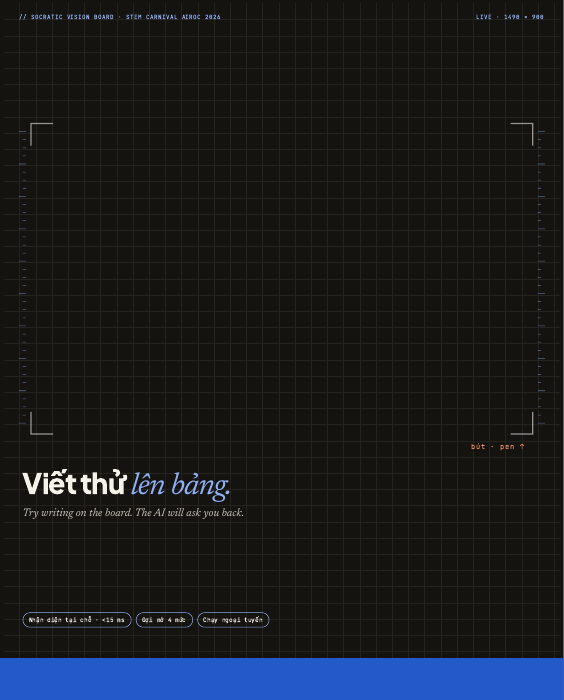 // SOCRATIC VISION BOARD · STEM CARNIVAL AIROC 2026
LIVE · 1490 × 900
bút · pen ↑
Viết thử lên bảng.
Try writing on the board. The AI will ask you back.
Nhận diện tại chỗ · <15 ms
Gợi mở 4 mức
Chạy ngoại tuyến